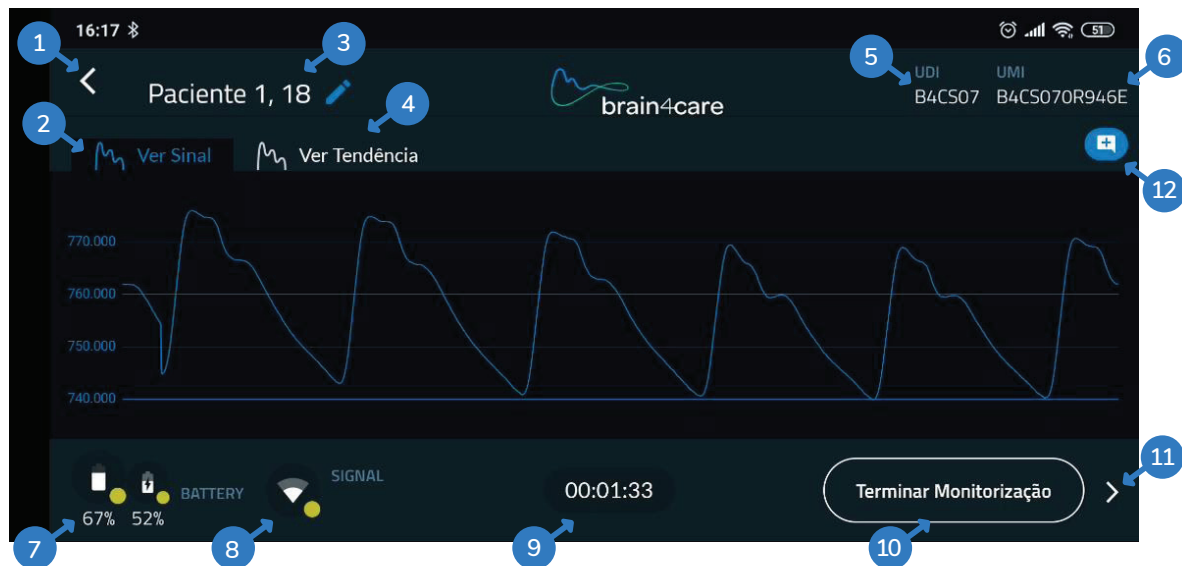 16:17
51
1
3
5
6
UDI
UMI
Paciente 1, 18
brain4care
B4CS07
B4CS070R946E
4
2
Ver Sinal
Ver Tendência
12
770.000
760.000
750.000
740.000
11
BATTERY
SIGNAL
00:01:33
Terminar Monitorização
67%
52%
7
8
9
10